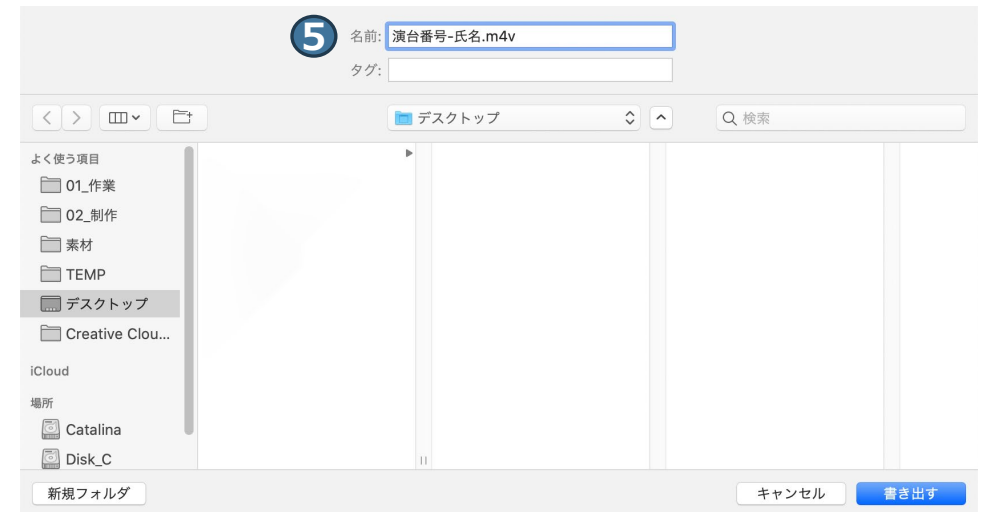 5 名前: 演台番号-氏名.m4v
タグ:
デスクトップ 検索
よく使う項目
01_作業
02_制作
素材
TEMP
デスクトップ
Creative Clou...
iCloud
場所
Catalina
Disk_C
新規フォルダ キャンセル 書き出す